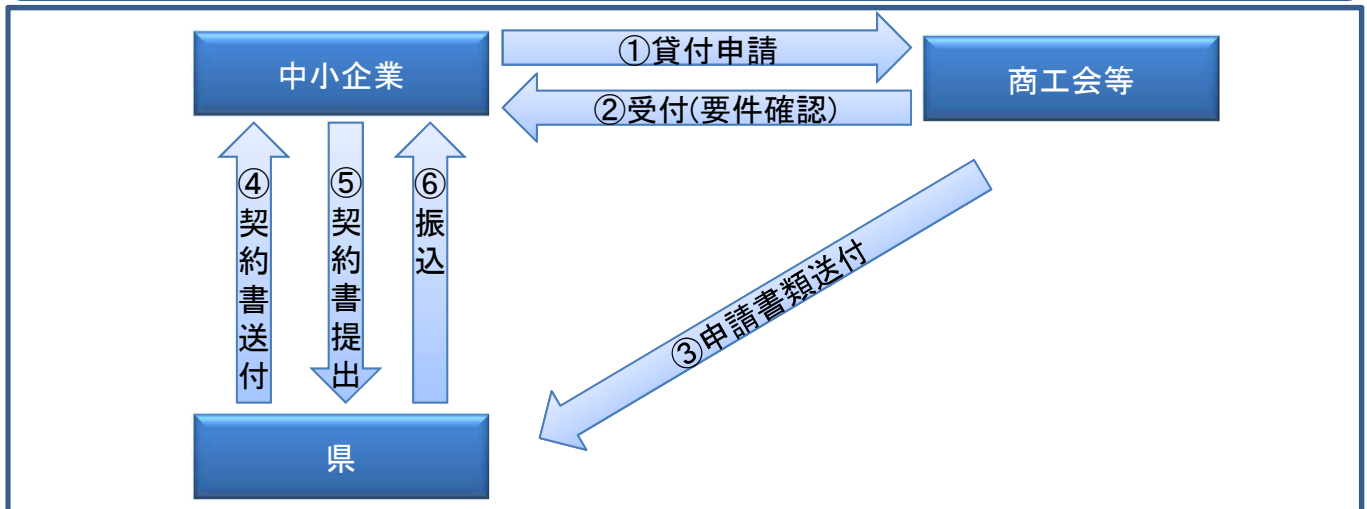 中小企業
①貸付申請
商工会等
②受付(要件確認)
④契約書送付
⑤契約書提出
⑥振込
③申請書類送付
県